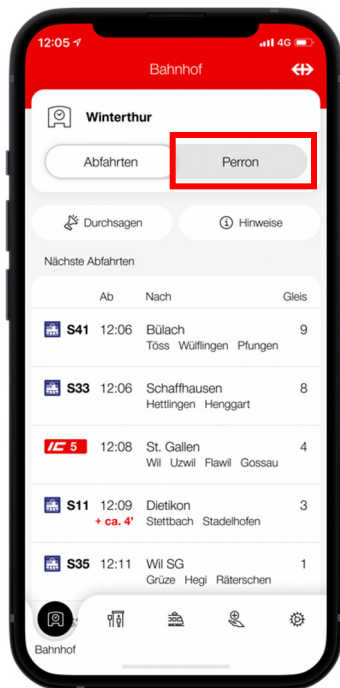 12:05 4G
Bahnhof
Winterthur
Abfahrten Perron
Durchsagen Hinweise
Nächste Abfahrten
Ab Nach Gleis
S41 12:06 Bülach 9
Töss Wülflingen Pfungen
S33 12:06 Schaffhausen 8
Hettlingen Henggart
IC 5 12:08 St. Gallen 4
Wil Uzwil Flawil Gossau
S11 12:09 Dietikon 3
+ ca. 4' Stettbach Stadelhofen
S35 12:11 Wil SG 1
Grüze Hegi Räterschen
Bahnhof